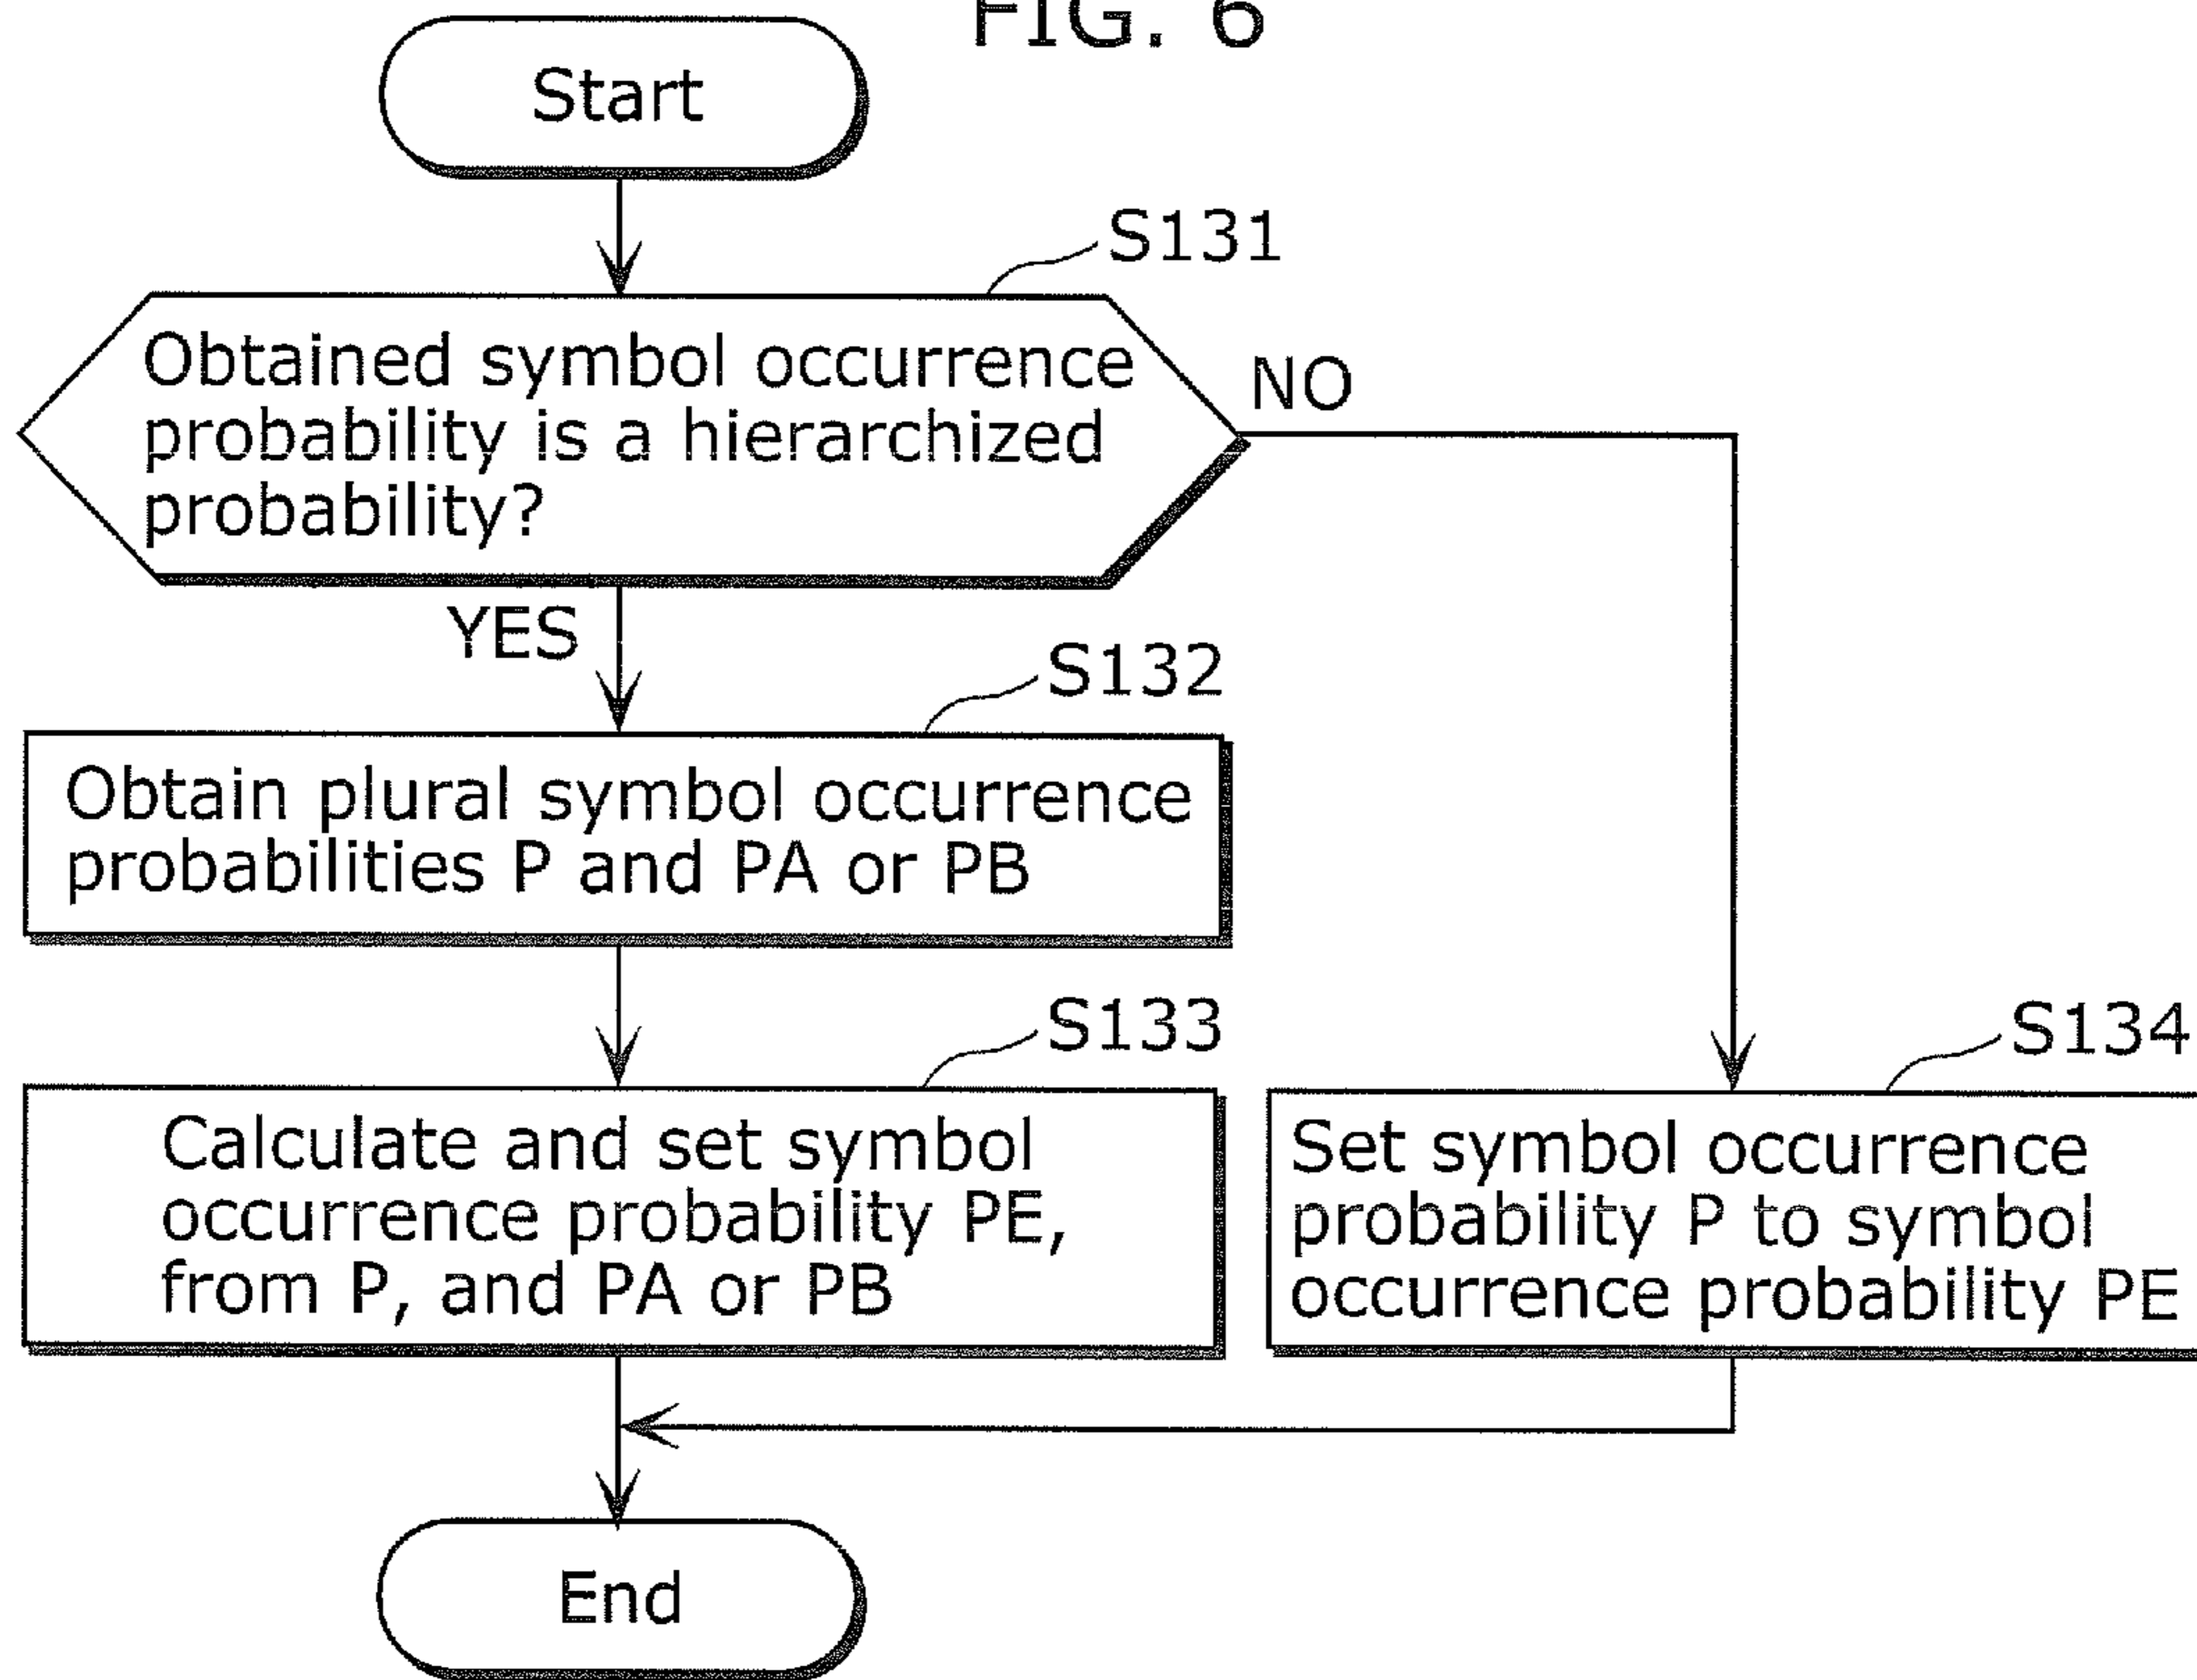 FIG. 6
Start
S131
Obtained symbol occurrence
probability is a hierarchized
probability?
NO
YES
S132
Obtain plural symbol occurrence
probabilities P and PA or PB
S133
Calculate and set symbol
occurrence probability PE,
from P, and PA or PB
S134
Set symbol occurrence
probability P to symbol
occurrence probability PE
End